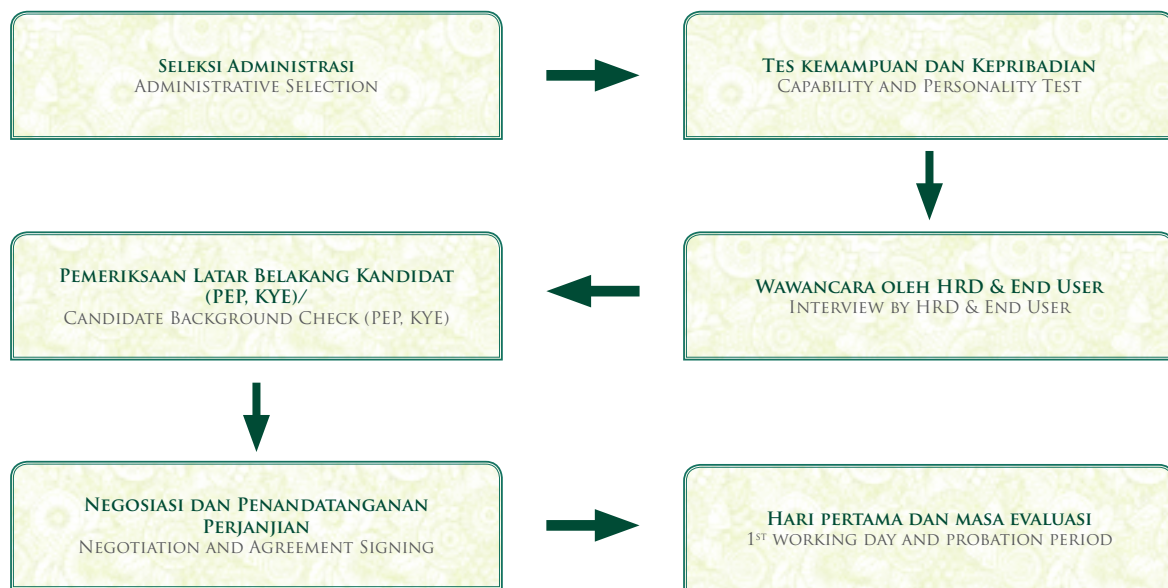 Seleksi Administrasi
Administrative Selection
Tes kemampuan dan Kepribadian
Capability and Personality Test
Wawancara oleh HRD & End User
Interview by HRD & End User
Pemeriksaan Latar Belakang Kandidat
(PEP, KYE)/
Candidate Background Check (PEP, KYE)
Negosiasi dan Penandatanganan
Perjanjian
Negotiation and Agreement Signing
Hari pertama dan masa evaluasi
1st working day and probation period